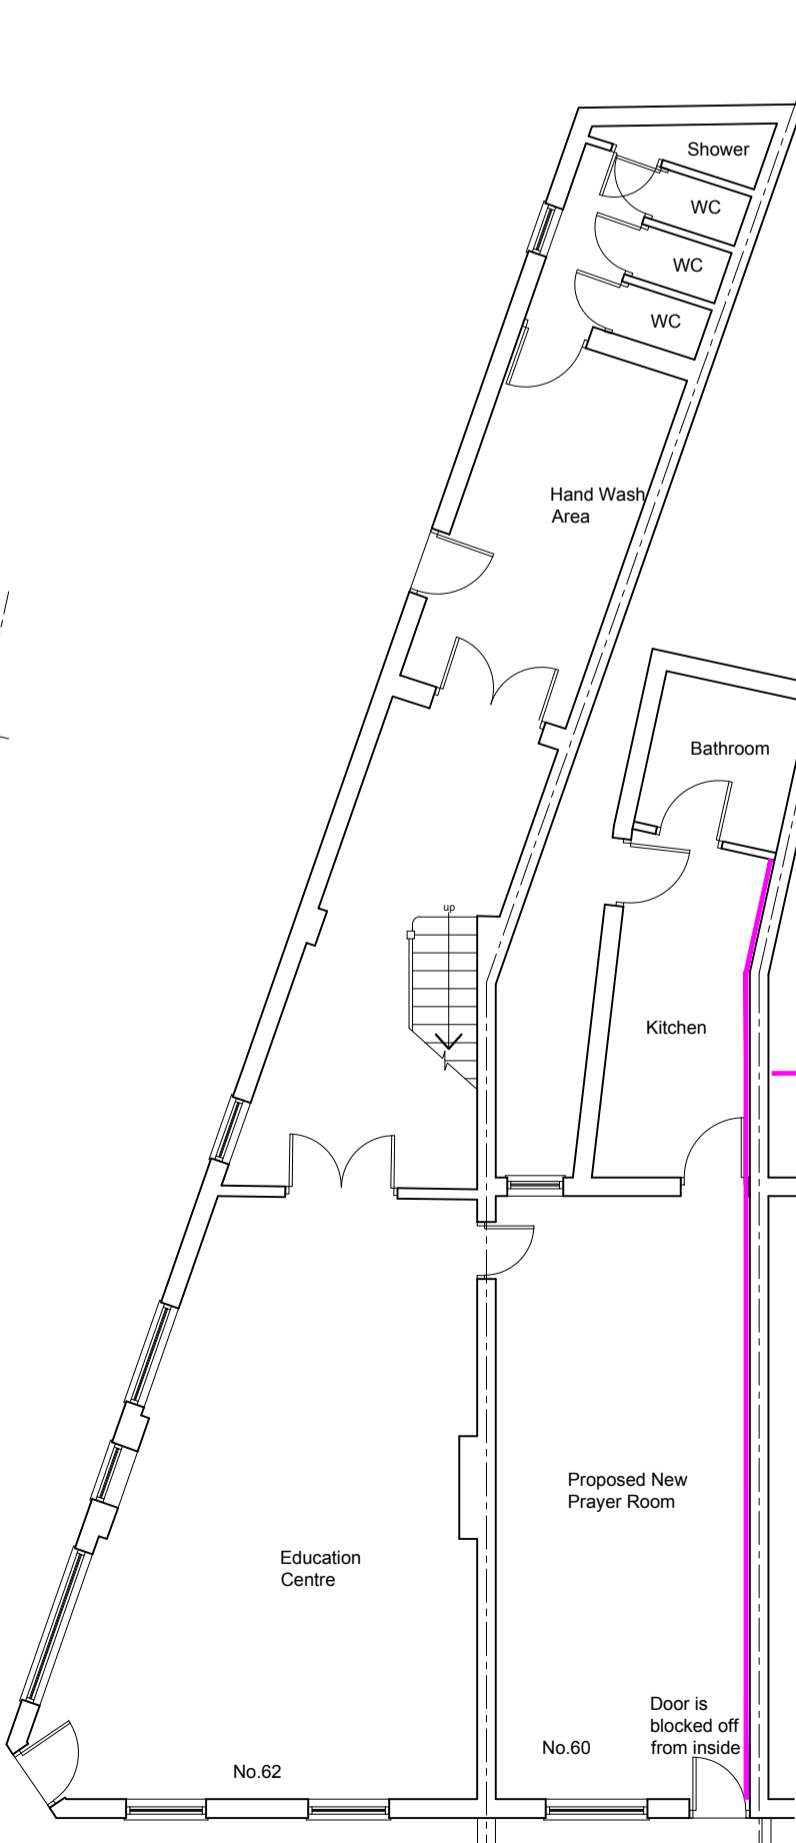 Shower
WC
WC
WC
Hand Wash
Area
Bathroom
up
Kitchen
Proposed New
Prayer Room
Education
Centre
Door is
blocked off
from inside
No.60
No.62